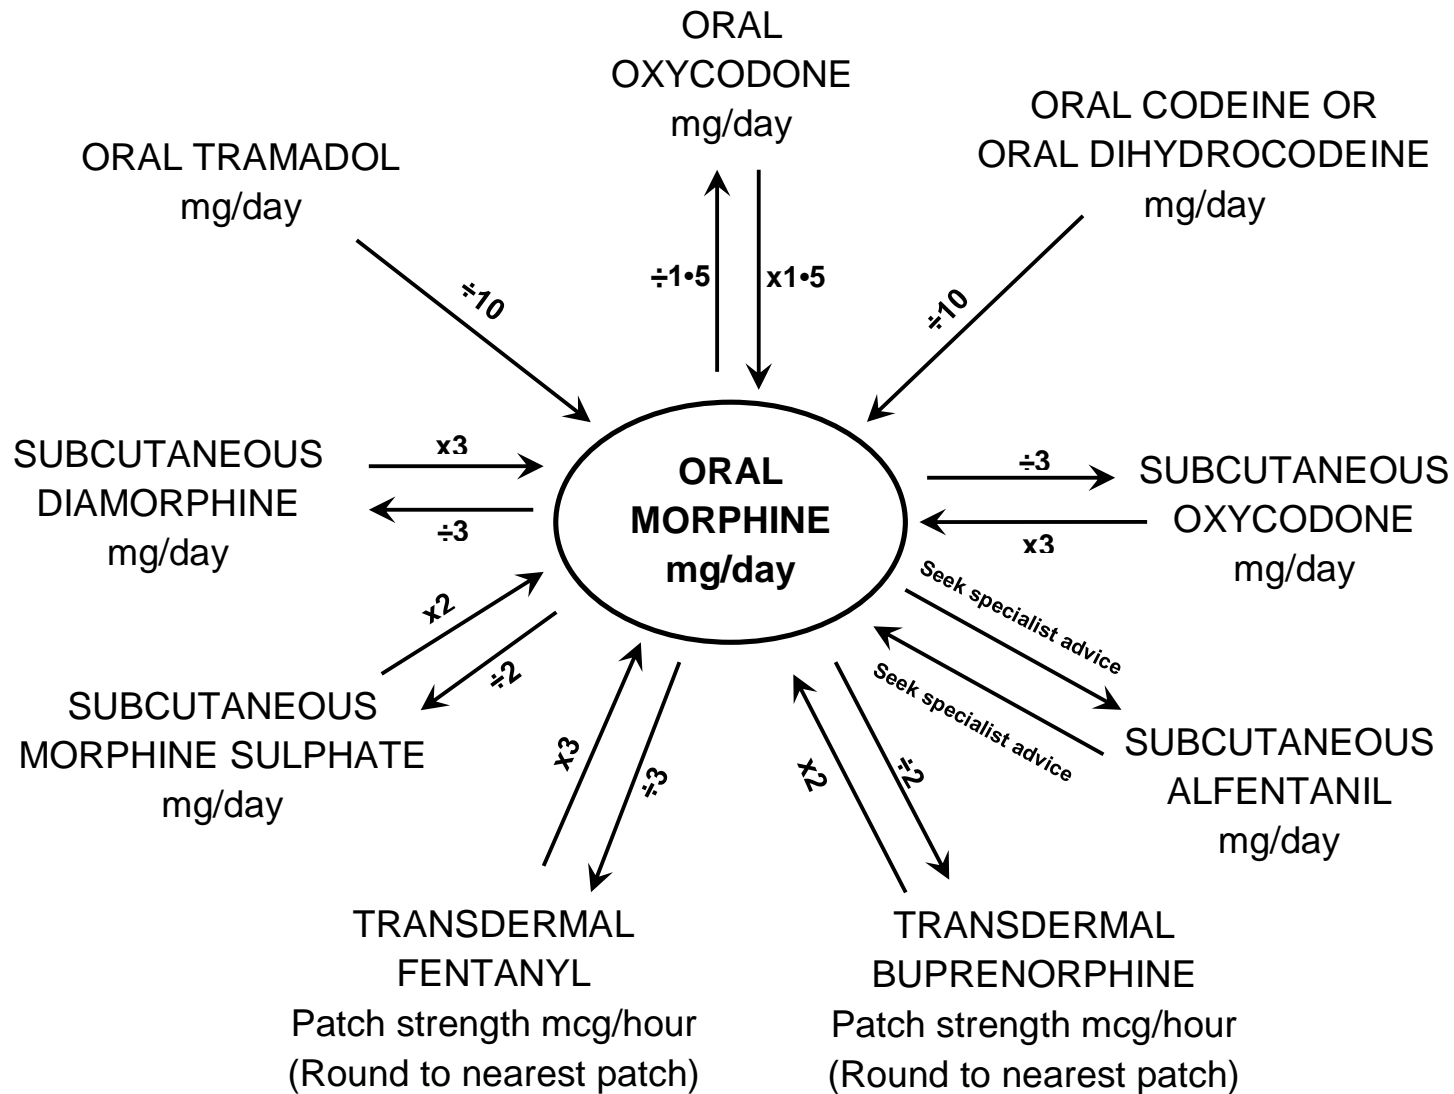 ORAL
OXYCODONE
mg/day
ORAL CODEINE OR
ORAL DIHYDROCODEINE
mg/day
ORAL TRAMADOL
mg/day
÷10
÷1•5
x1•5
÷10
SUBCUTANEOUS
DIAMORPHINE
mg/day
x3
÷3
ORAL
MORPHINE
mg/day
÷3
x3
SUBCUTANEOUS
OXYCODONE
mg/day
x2
÷2
SUBCUTANEOUS
MORPHINE SULPHATE
mg/day
Seek specialist advice
Seek specialist advice
SUBCUTANEOUS
ALFENTANIL
mg/day
x3
÷3
x2
÷2
TRANSDERMAL
FENTANYL
Patch strength mcg/hour
(Round to nearest patch)
TRANSDERMAL
BUPRENORPHINE
Patch strength mcg/hour
(Round to nearest patch)